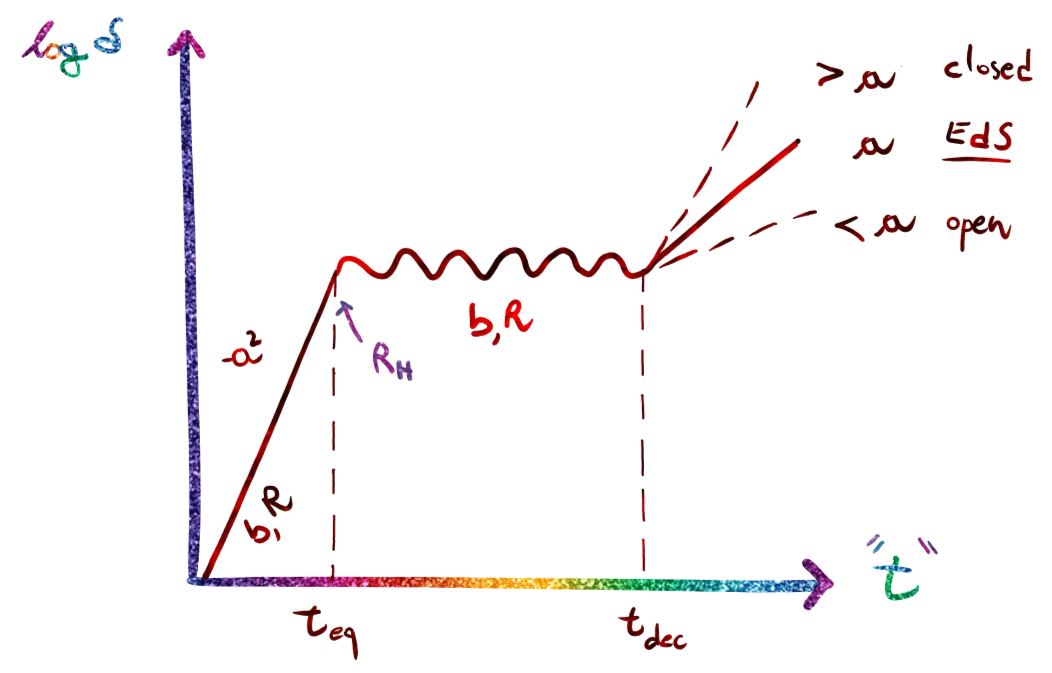 log δ
> a closed
a EdS
< a open
b, R
R_H
~a²
b, R
"t"
t_eq
t_dec